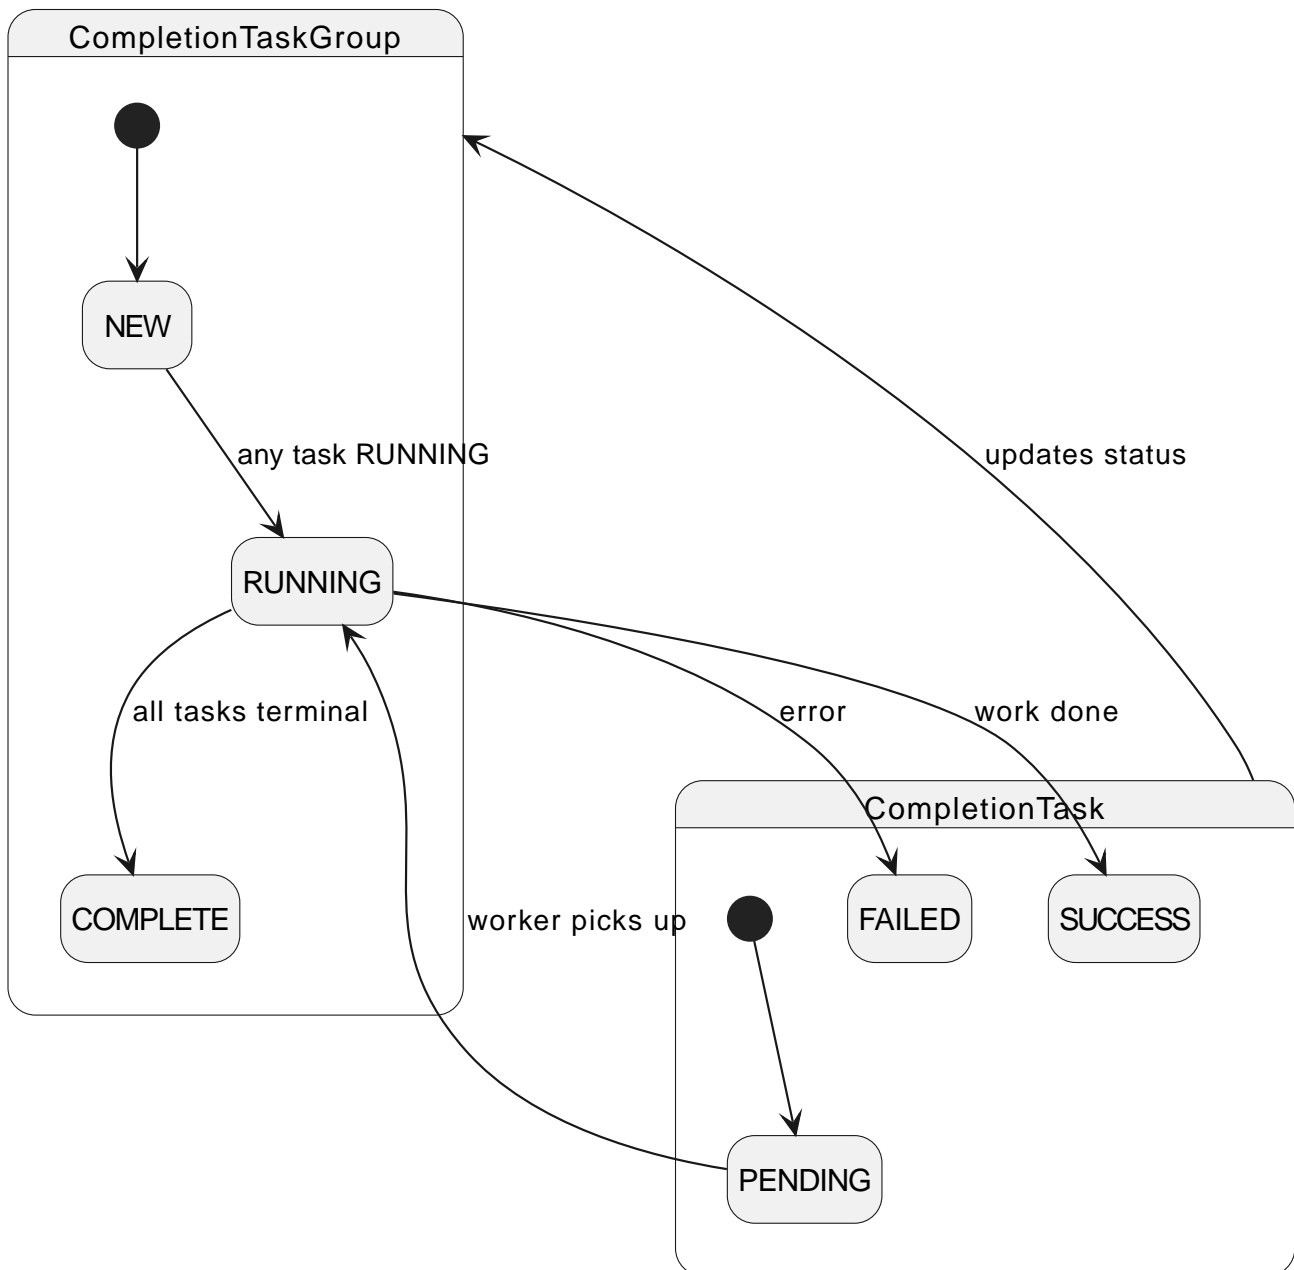 CompletionTaskGroup
NEW
any task RUNNING
updates status
RUNNING
all tasks terminal
error
work done
CompletionTask
COMPLETE
worker picks up
FAILED
SUCCESS
PENDING